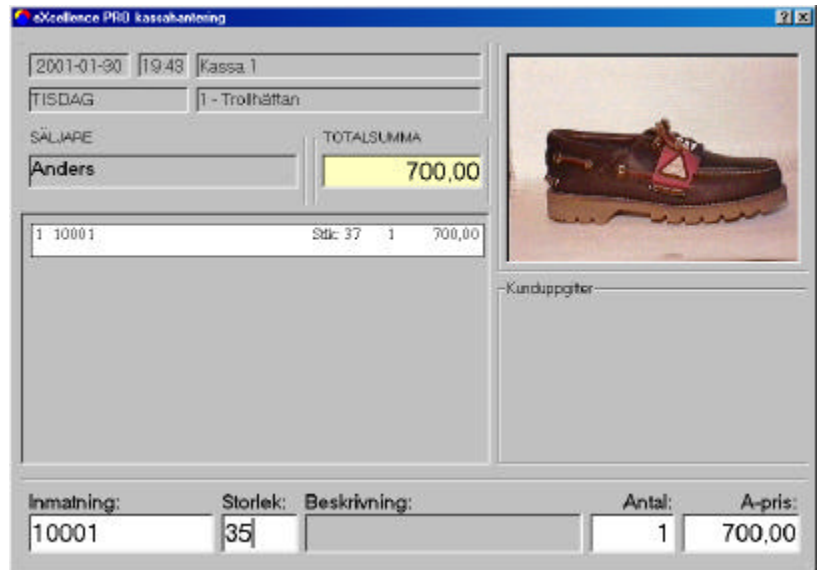 eXcellence PRO kassahantering
2001-01-30 19:43 Kassa 1
TISDAG 1 - Trollhättan
SÄLJARE TOTALSUMMA
Anders 700,00
1 10001 Stlk: 37 1 700,00
Kunduppgifter
Inmatning: Storlek: Beskrivning: Antal: A-pris:
10001 35 1 700,00